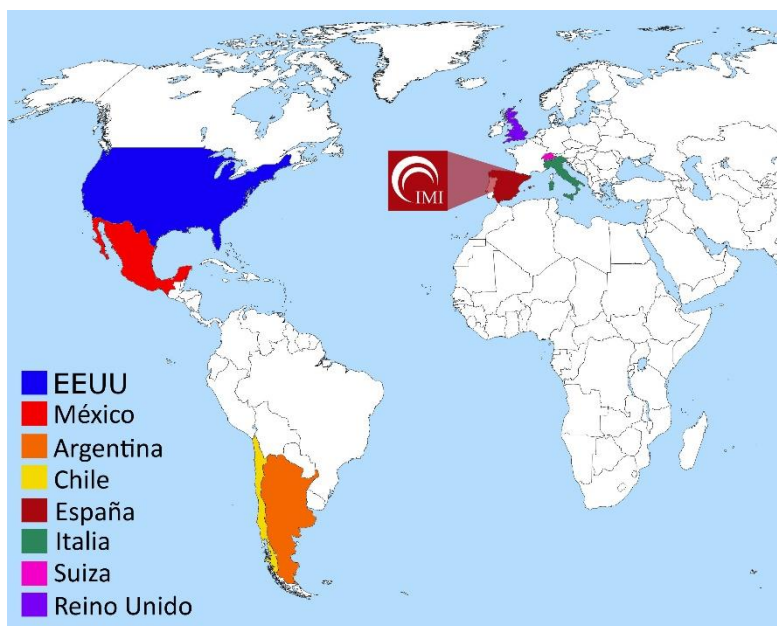 IMI
EEUU
México
Argentina
Chile
España
Italia
Suiza
Reino Unido